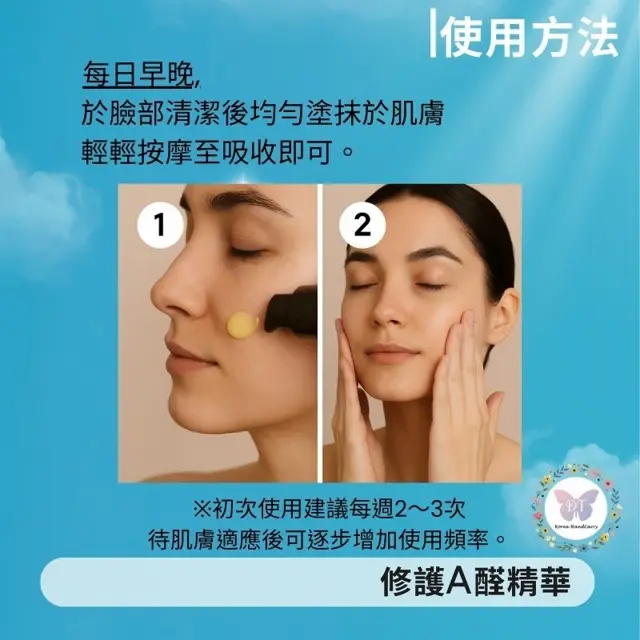 使用方法
每日早晚,
於臉部清潔後均勻塗抹於肌膚
輕輕按摩至吸收即可。
1
2
※初次使用建議每週2～3次
待肌膚適應後可逐步增加使用頻率。
Korea HandCarry
修護A醛精華